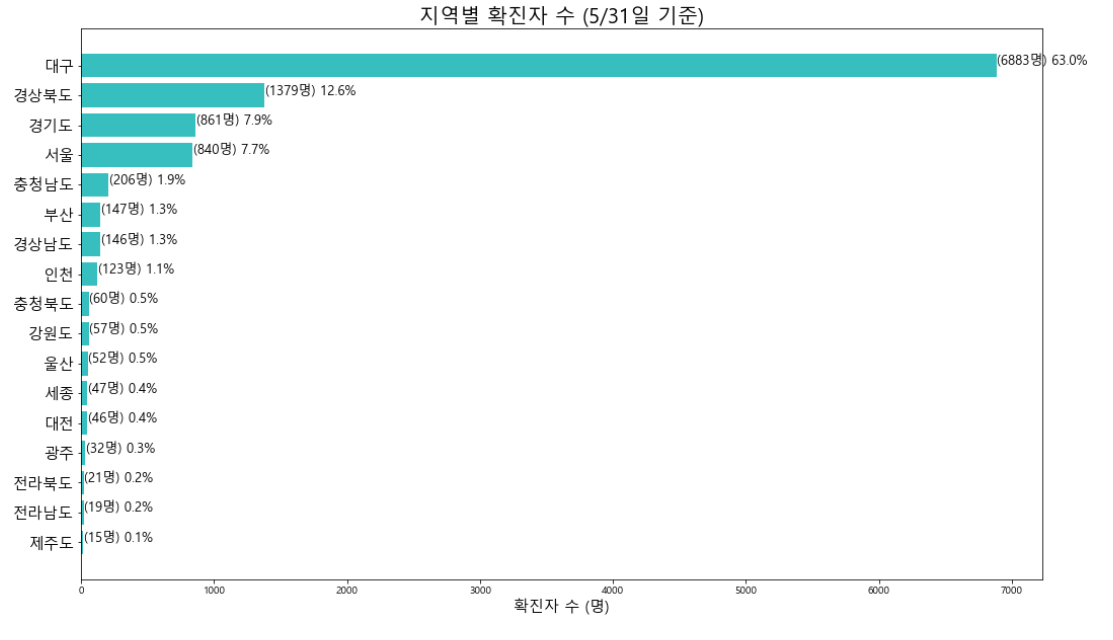 지역별 확진자 수 (5/31일 기준)
대구 (6883명) 63.0%
경상북도 (1379명) 12.6%
경기도 (861명) 7.9%
서울 (840명) 7.7%
충청남도 (206명) 1.9%
부산 (147명) 1.3%
경상남도 (146명) 1.3%
인천 (123명) 1.1%
충청북도 (60명) 0.5%
강원도 (57명) 0.5%
울산 (52명) 0.5%
세종 (47명) 0.4%
대전 (46명) 0.4%
광주 (32명) 0.3%
전라북도 (21명) 0.2%
전라남도 (19명) 0.2%
제주도 (15명) 0.1%
0 1000 2000 3000 4000 5000 6000 7000
확진자 수 (명)